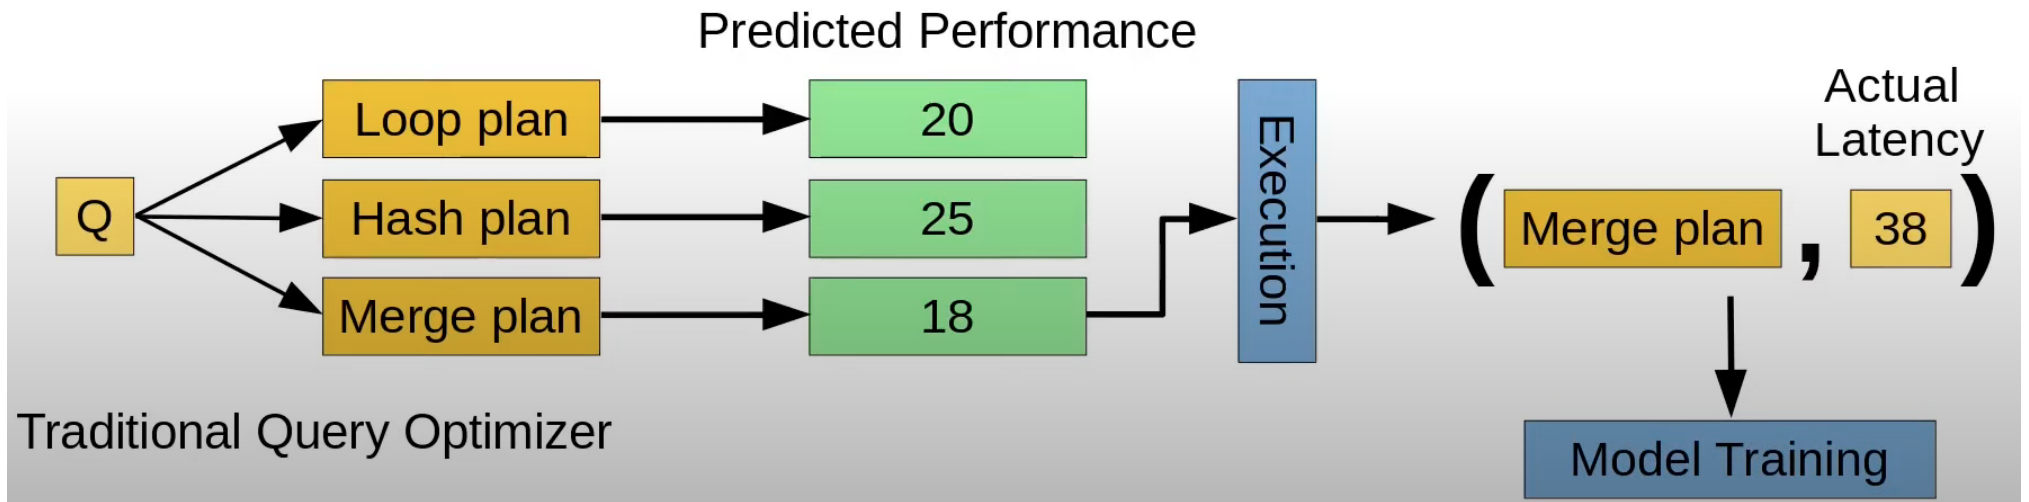 Predicted Performance
Q
Loop plan
20
Hash plan
25
Merge plan
18
Execution
Actual
Latency
( Merge plan , 38 )
Traditional Query Optimizer
Model Training